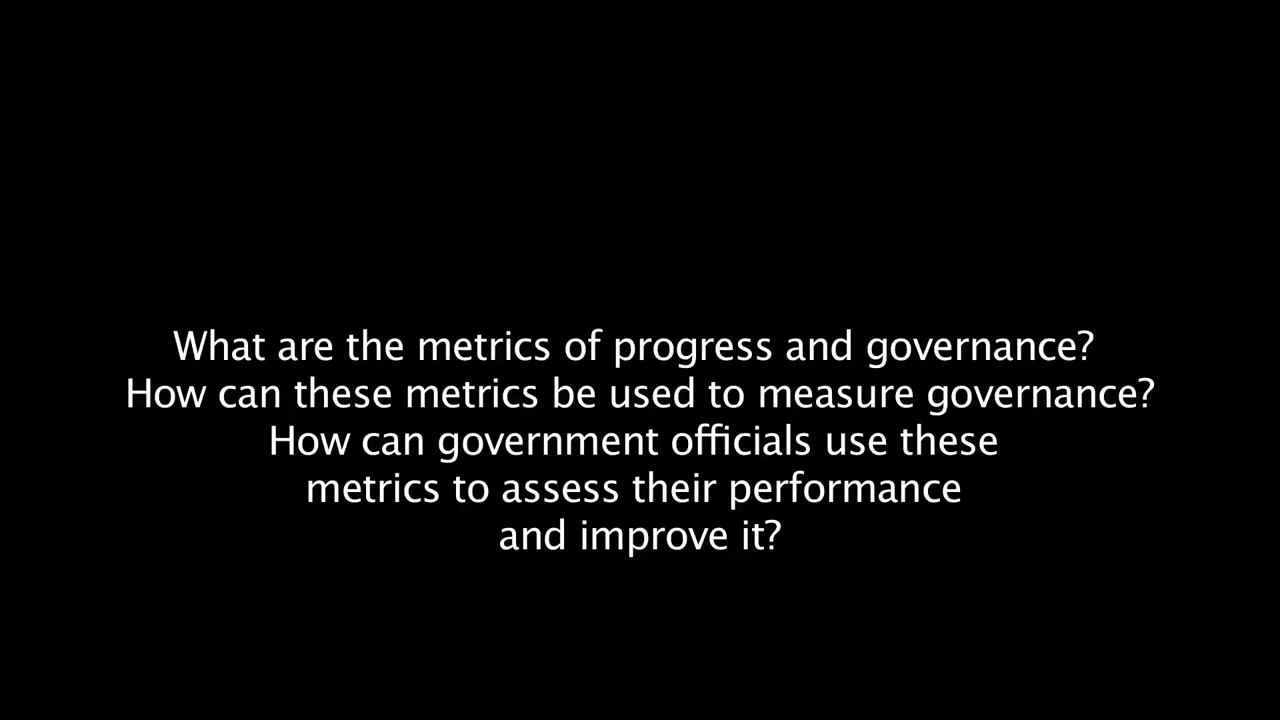 What are the metrics of progress and governance?
How can these metrics be used to measure governance?
How can government officials use these
metrics to assess their performance
and improve it?